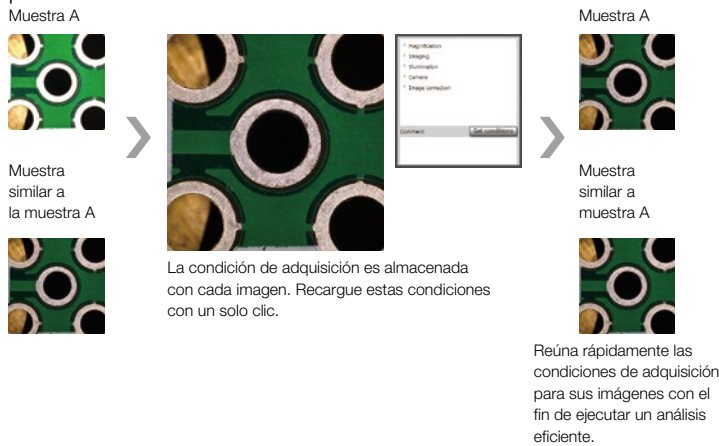 Muestra A
Muestra
similar a
la muestra A
Magnification
Imaging
Illumination
Camera
Image correction
Comment
Get conditions
La condición de adquisición es almacenada
con cada imagen. Recargue estas condiciones
con un solo clic.
Muestra A
Muestra
similar a
muestra A
Reúna rápidamente las
condiciones de adquisición
para sus imágenes con el
fin de ejecutar un análisis
eficiente.